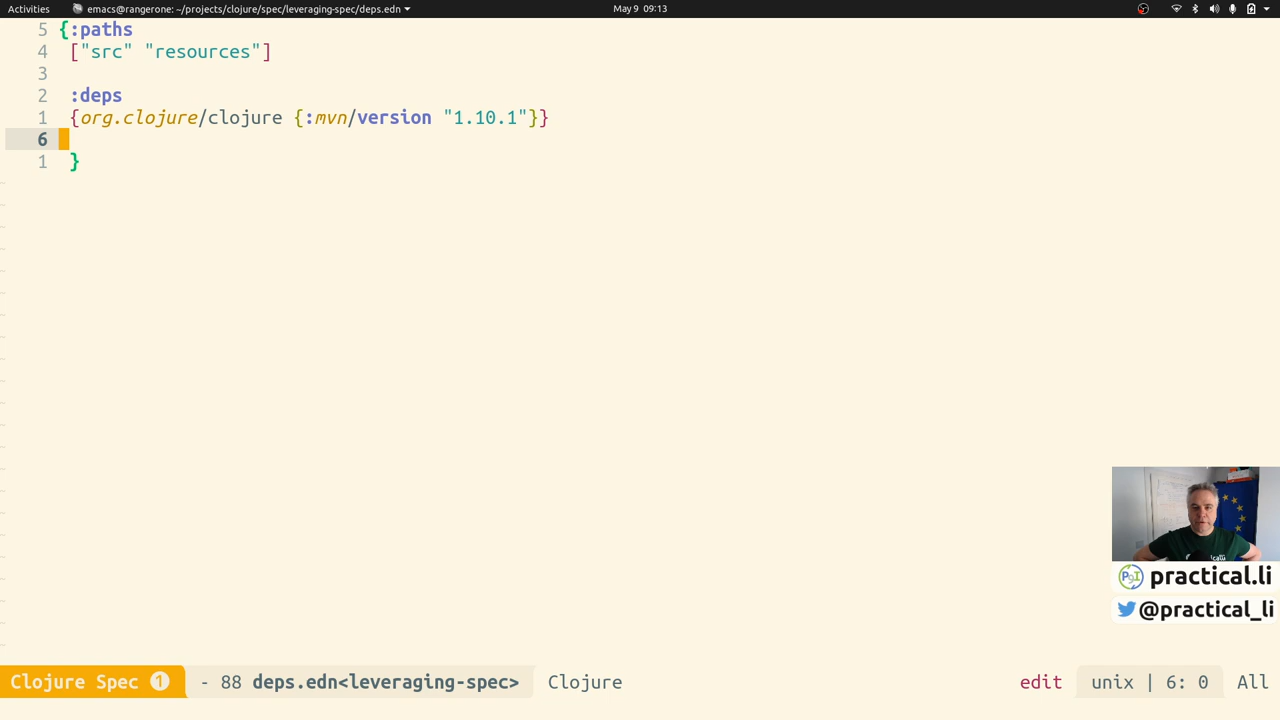 Activities emacs@rangerone: ~/projects/clojure/spec/leveraging-spec/deps.edn May 9 09:13
5 {:paths
4 ["src" "resources"]
3
2 :deps
1 {org.clojure/clojure {:mvn/version "1.10.1"}}
6
1 }
practical.li
@practical_li
Clojure Spec 1 - 88 deps.edn<leveraging-spec> Clojure edit unix | 6: 0 All